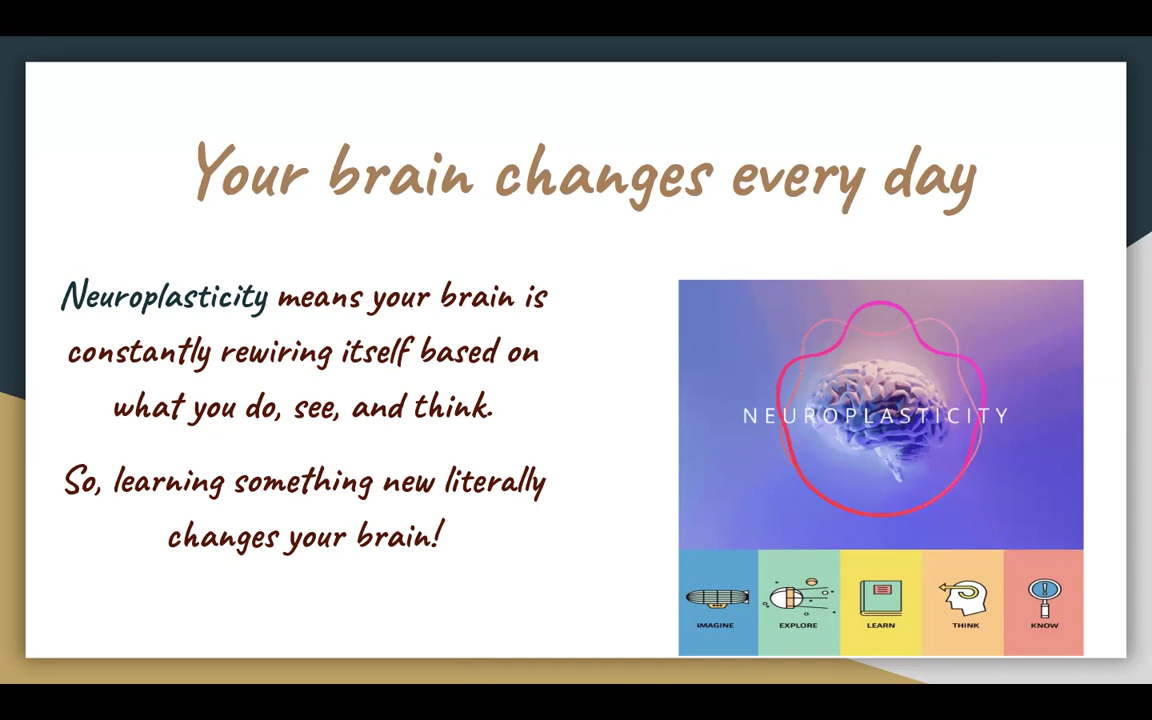 Your brain changes every day
Neuroplasticity means your brain is
constantly rewiring itself based on
what you do, see, and think.
So, learning something new literally
changes your brain!
NEUROPLASTICITY
IMAGINE
EXPLORE
LEARN
THINK
KNOW